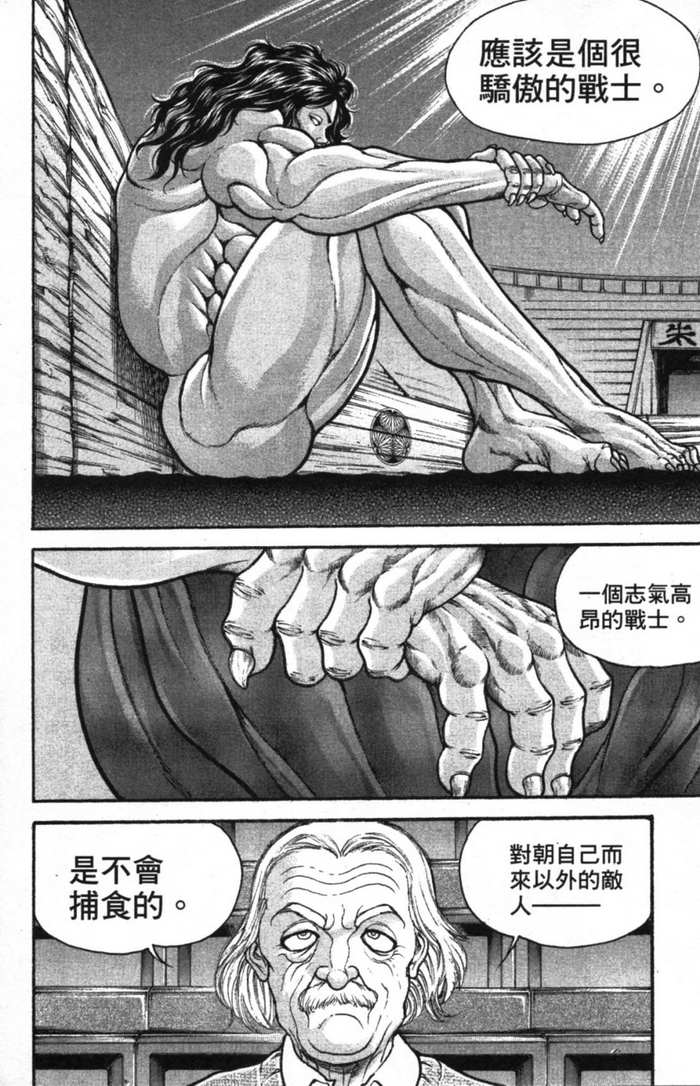 應該是個很
驕傲的戰士。
朱
一個志氣高
昂的戰士。
對朝自己而
來以外的敵
人———
是不會
捕食的。